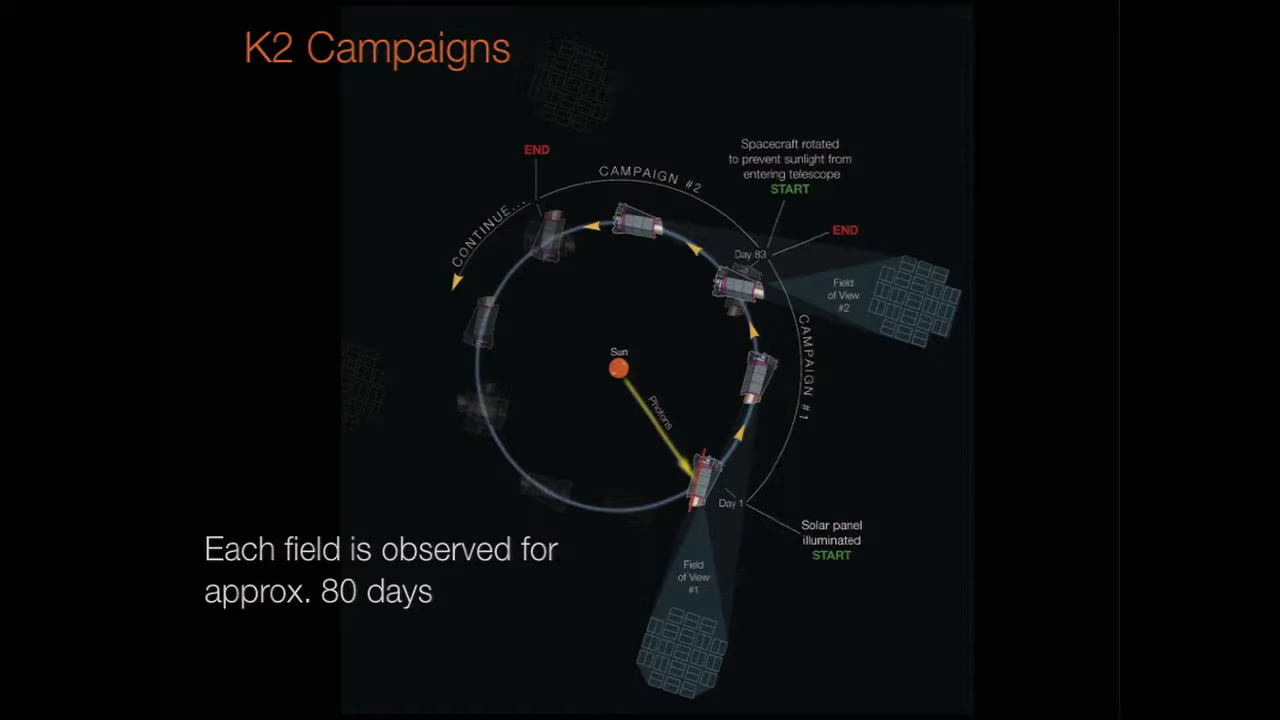 K2 Campaigns
END
CAMPAIGN #2
Spacecraft rotated
to prevent sunlight from
entering telescope
START
CONTINUE...
END
Day 83
Field
of View
#2
CAMPAIGN #1
Sun
Photons
Day 1
Solar panel
illuminated
START
Each field is observed for
approx. 80 days
Field
of View
#1